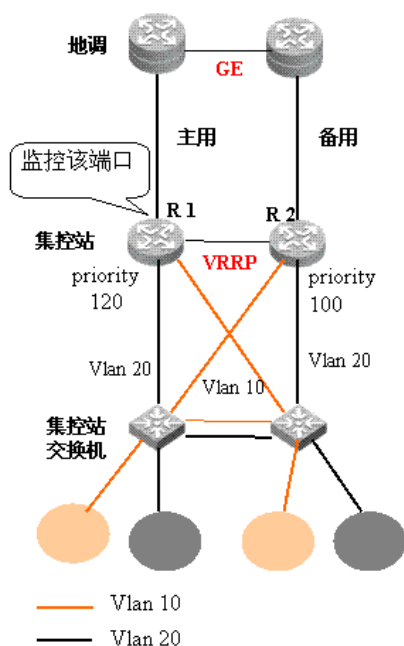 地调
GE
主用
备用
监控该端口
R 1
R 2
集控站
VRRP
priority
120
priority
100
Vlan 20
Vlan 10
Vlan 20
集控站
交换机
Vlan 10
Vlan 20